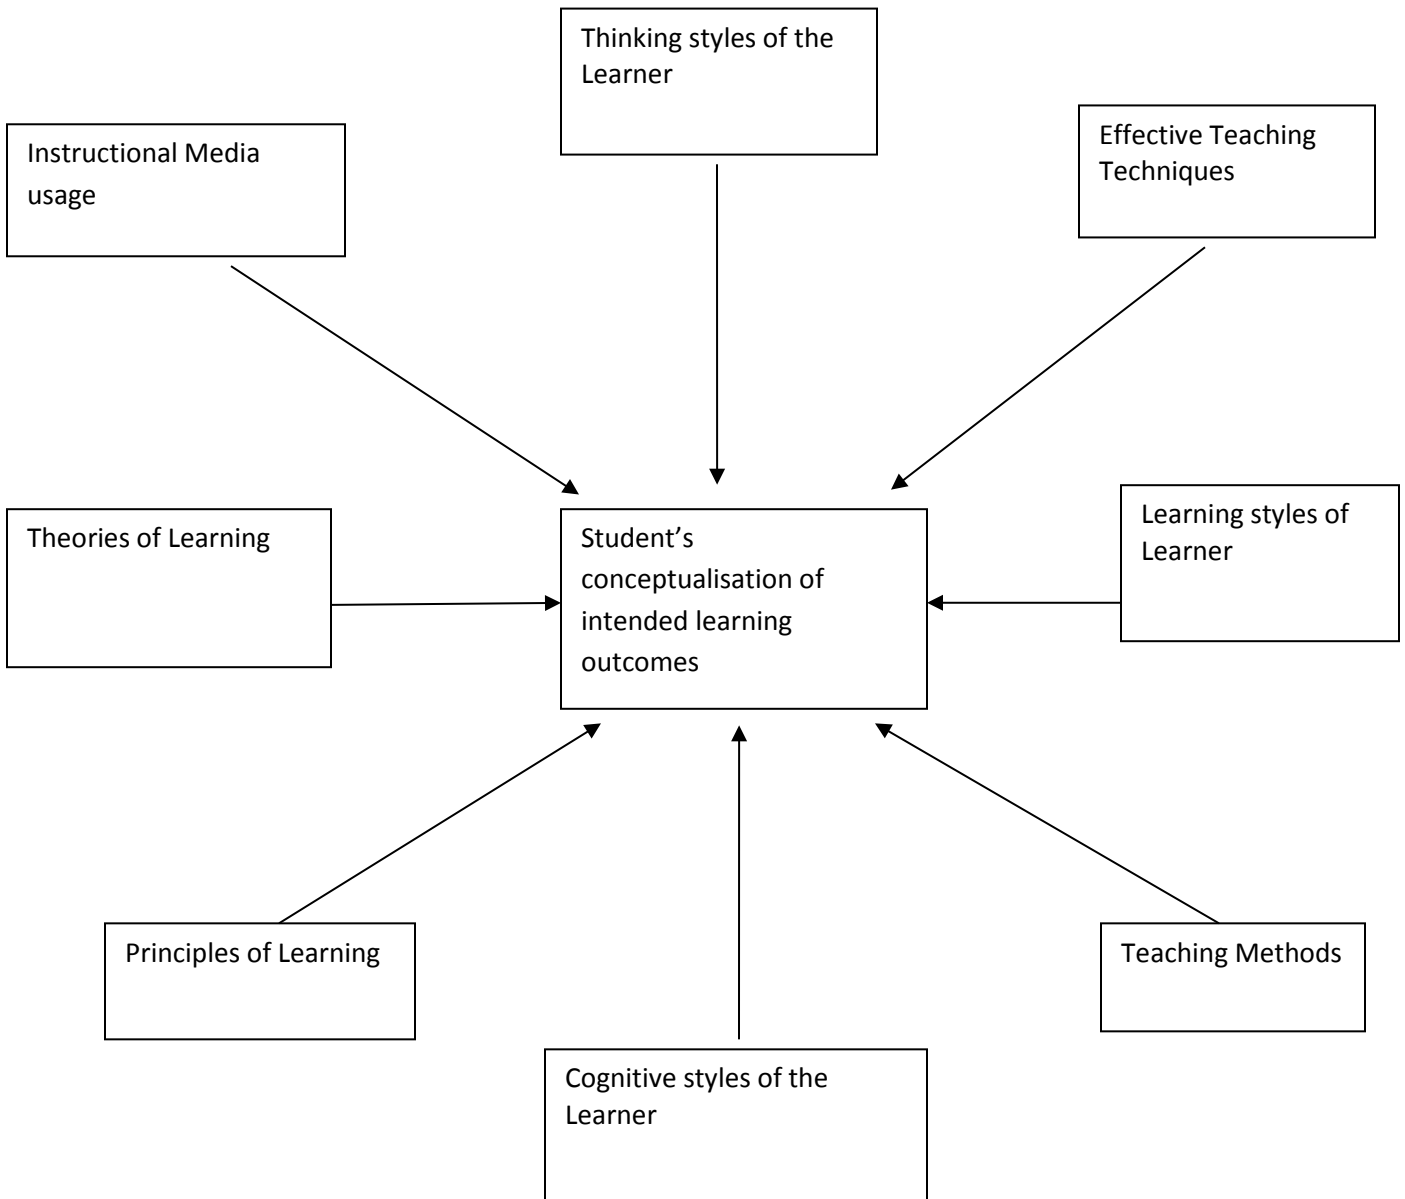 Thinking styles of the
Learner
Instructional Media
usage
Effective Teaching
Techniques
Theories of Learning
Student’s
conceptualisation of
intended learning
outcomes
Learning styles of
Learner
Principles of Learning
Teaching Methods
Cognitive styles of the
Learner